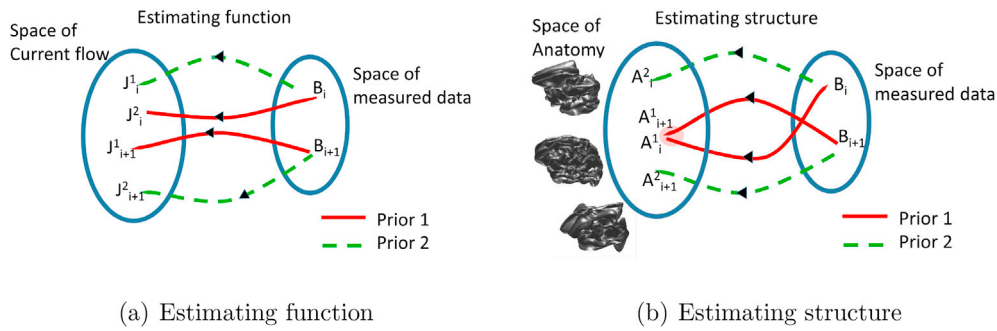 Estimating function
Space of
Current flow
J¹ᵢ
J²ᵢ
J¹ᵢ₊₁
J²ᵢ₊₁
Bᵢ
Bᵢ₊₁
Space of
measured data
Prior 1
Prior 2
(a) Estimating function
Estimating structure
Space of
Anatomy
A²ᵢ
A¹ᵢ₊₁
A¹ᵢ
A²ᵢ₊₁
Bᵢ
Bᵢ₊₁
Space of
measured data
Prior 1
Prior 2
(b) Estimating structure